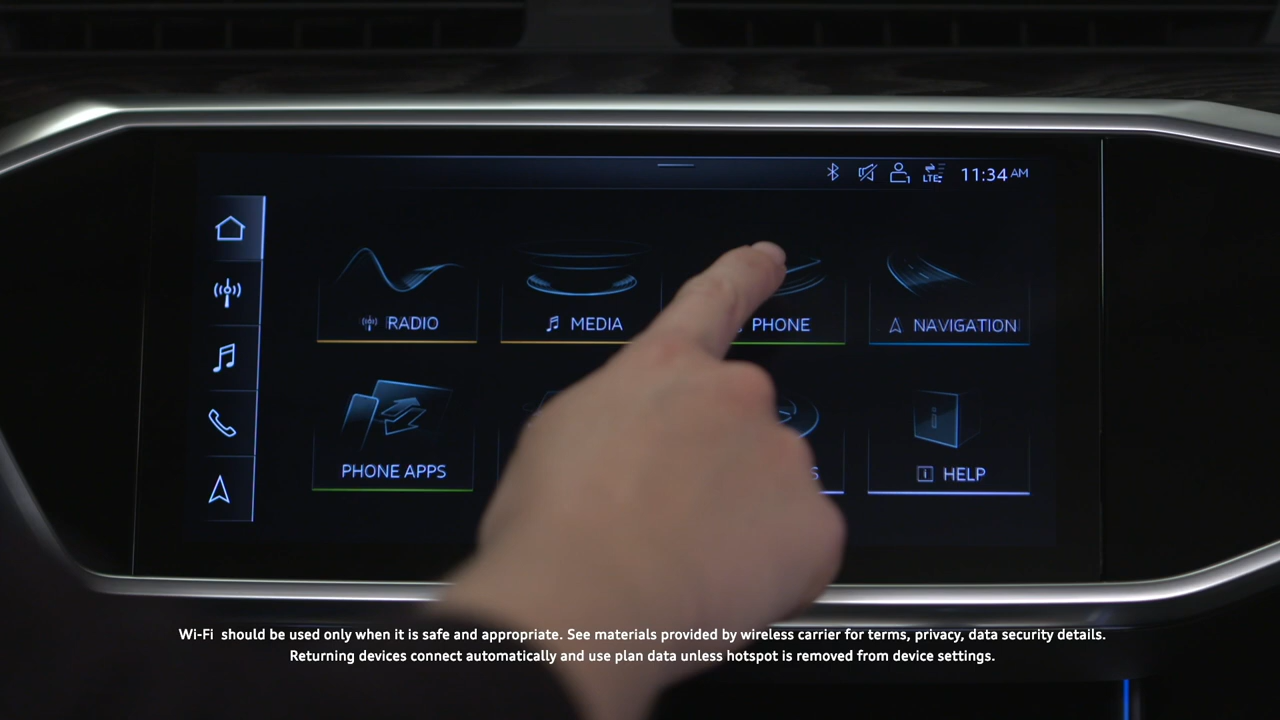 LTE
11:34 AM
RADIO
MEDIA
PHONE
NAVIGATION
PHONE APPS
HELP
Wi-Fi should be used only when it is safe and appropriate. See materials provided by wireless carrier for terms, privacy, data security details.
Returning devices connect automatically and use plan data unless hotspot is removed from device settings.